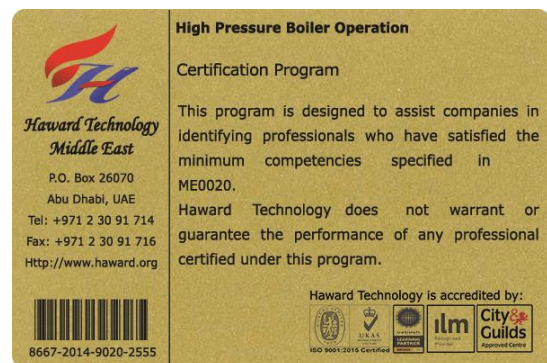 Haward Technology
Middle East
P.O. Box 26070
Abu Dhabi, UAE
Tel: +971 2 30 91 714
Fax: +971 2 30 91 716
Http://www.haward.org
8667-2014-9020-2555
High Pressure Boiler Operation
Certification Program
This program is designed to assist companies in
identifying professionals who have satisfied the
minimum competencies specified in
ME0020.
Haward Technology does not warrant or
guarantee the performance of any professional
certified under this program.
Haward Technology is accredited by:
ISO 9001:2015 Certified
UKAS
ilm
City&
Guilds
Approved Centre